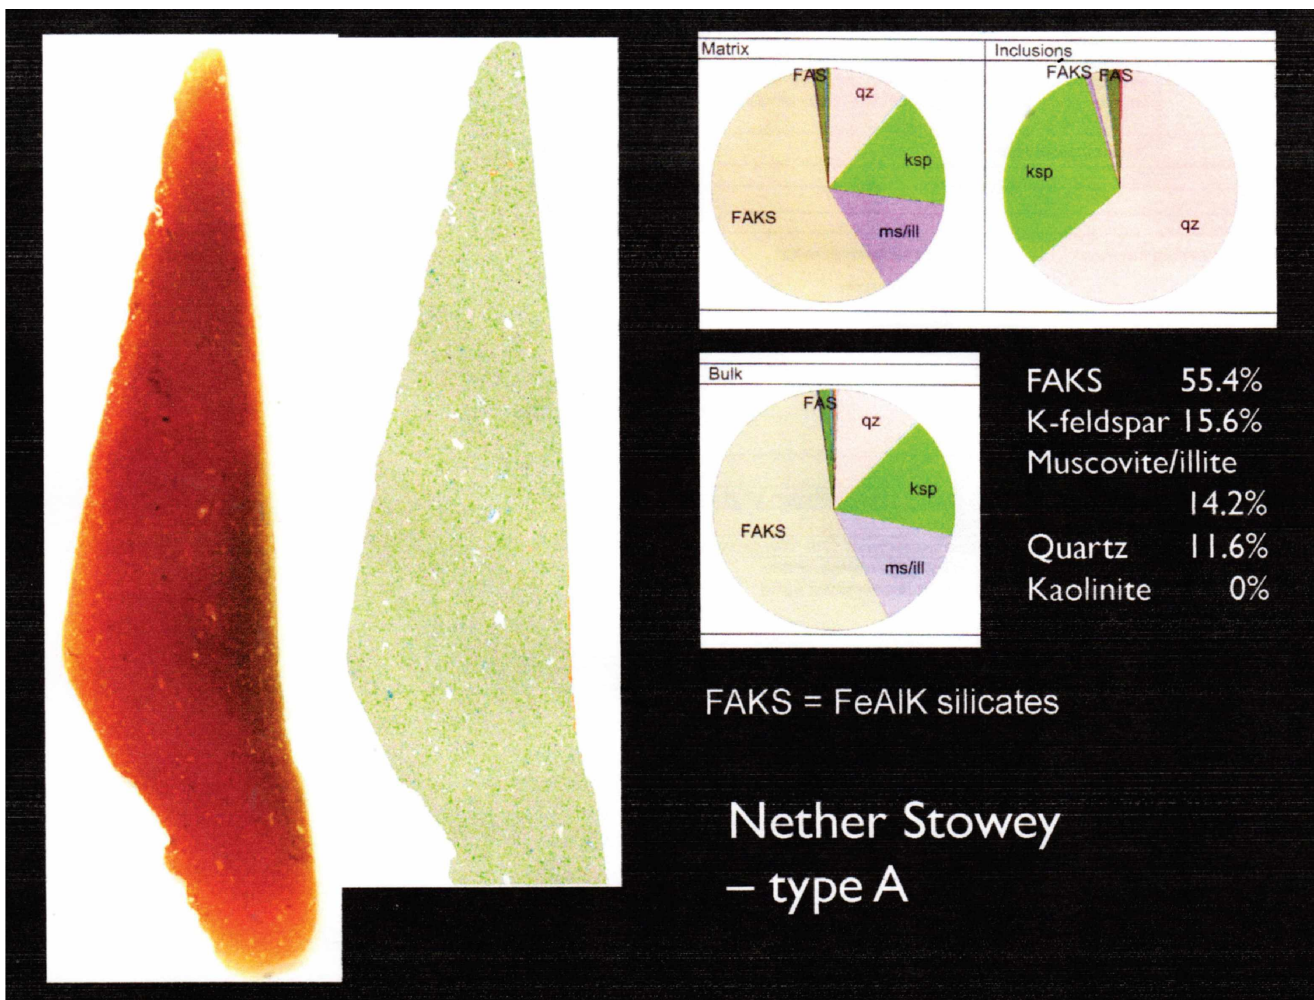 Matrix
FAS
qz
ksp
ms/ill
FAKS
Inclusions
FAKS
FAS
ksp
qz
Bulk
FAS
qz
ksp
ms/ill
FAKS
FAKS 55.4%
K-feldspar 15.6%
Muscovite/illite
14.2%
Quartz 11.6%
Kaolinite 0%
FAKS = FeAlK silicates
Nether Stowey
– type A